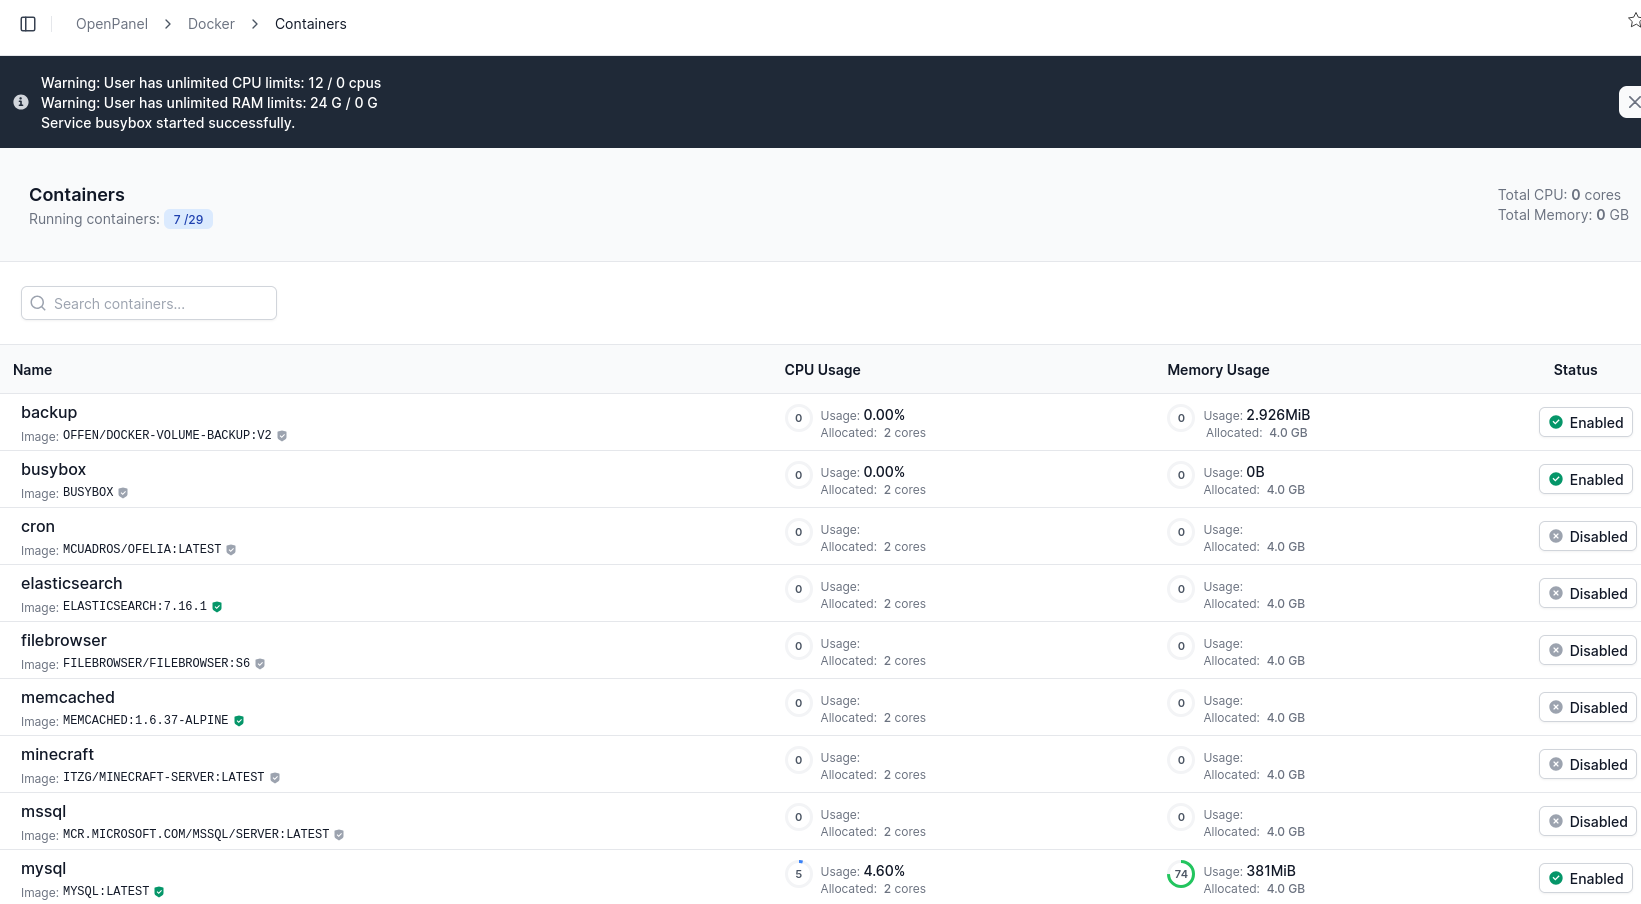 OpenPanel > Docker > Containers
Warning: User has unlimited CPU limits: 12 / 0 cpus
Warning: User has unlimited RAM limits: 24 G / 0 G
Service busybox started successfully.
Containers
Running containers: 7 /29
Total CPU: 0 cores
Total Memory: 0 GB
Search containers...
Name CPU Usage Memory Usage Status
backup
Image: OFFEN/DOCKER-VOLUME-BACKUP:V2
0 Usage: 0.00%
Allocated: 2 cores
0 Usage: 2.926MiB
Allocated: 4.0 GB
Enabled
busybox
Image: BUSYBOX
0 Usage: 0.00%
Allocated: 2 cores
0 Usage: 0B
Allocated: 4.0 GB
Enabled
cron
Image: MCUADROS/OFELIA:LATEST
0 Usage:
Allocated: 2 cores
0 Usage:
Allocated: 4.0 GB
Disabled
elasticsearch
Image: ELASTICSEARCH:7.16.1
0 Usage:
Allocated: 2 cores
0 Usage:
Allocated: 4.0 GB
Disabled
filebrowser
Image: FILEBROWSER/FILEBROWSER:S6
0 Usage:
Allocated: 2 cores
0 Usage:
Allocated: 4.0 GB
Disabled
memcached
Image: MEMCACHED:1.6.37-ALPINE
0 Usage:
Allocated: 2 cores
0 Usage:
Allocated: 4.0 GB
Disabled
minecraft
Image: ITZG/MINECRAFT-SERVER:LATEST
0 Usage:
Allocated: 2 cores
0 Usage:
Allocated: 4.0 GB
Disabled
mssql
Image: MCR.MICROSOFT.COM/MSSQL/SERVER:LATEST
0 Usage:
Allocated: 2 cores
0 Usage:
Allocated: 4.0 GB
Disabled
mysql
Image: MYSQL:LATEST
5 Usage: 4.60%
Allocated: 2 cores
74 Usage: 381MiB
Allocated: 4.0 GB
Enabled